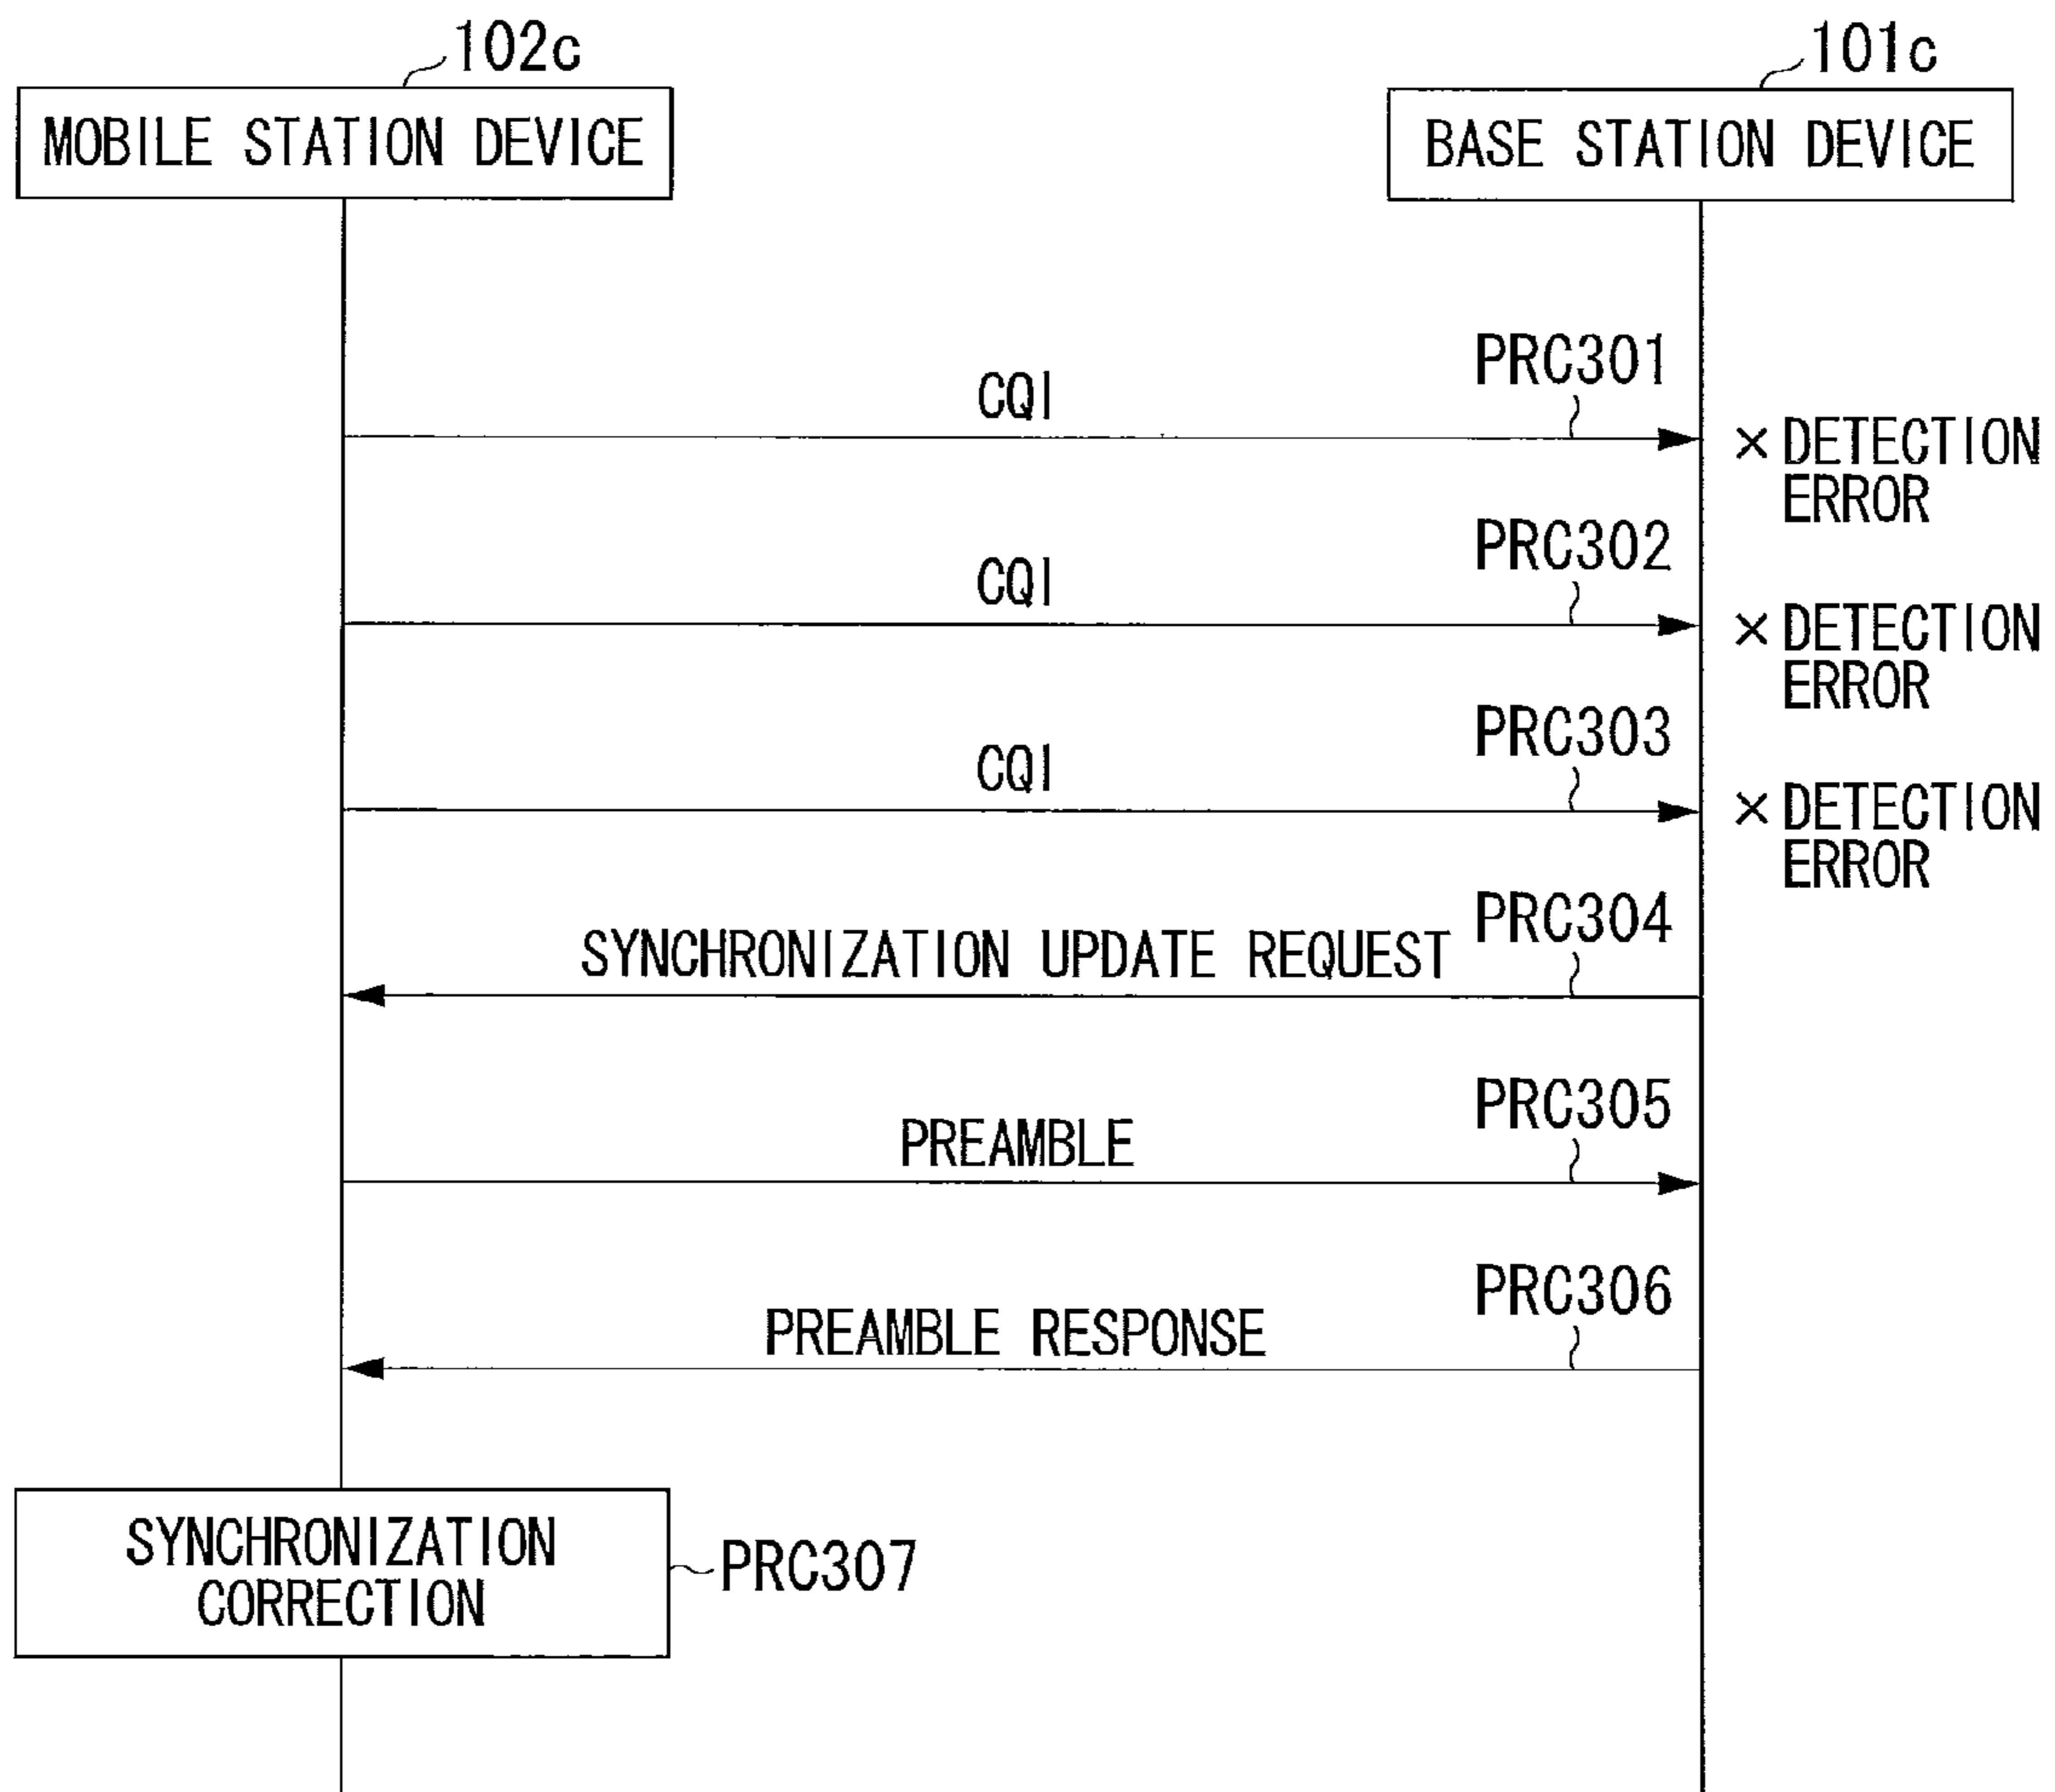 102c
101c
MOBILE STATION DEVICE
BASE STATION DEVICE
PRC301
CQI
× DETECTION
ERROR
PRC302
CQI
× DETECTION
ERROR
PRC303
CQI
× DETECTION
ERROR
PRC304
SYNCHRONIZATION UPDATE REQUEST
PRC305
PREAMBLE
PRC306
PREAMBLE RESPONSE
SYNCHRONIZATION
CORRECTION
PRC307